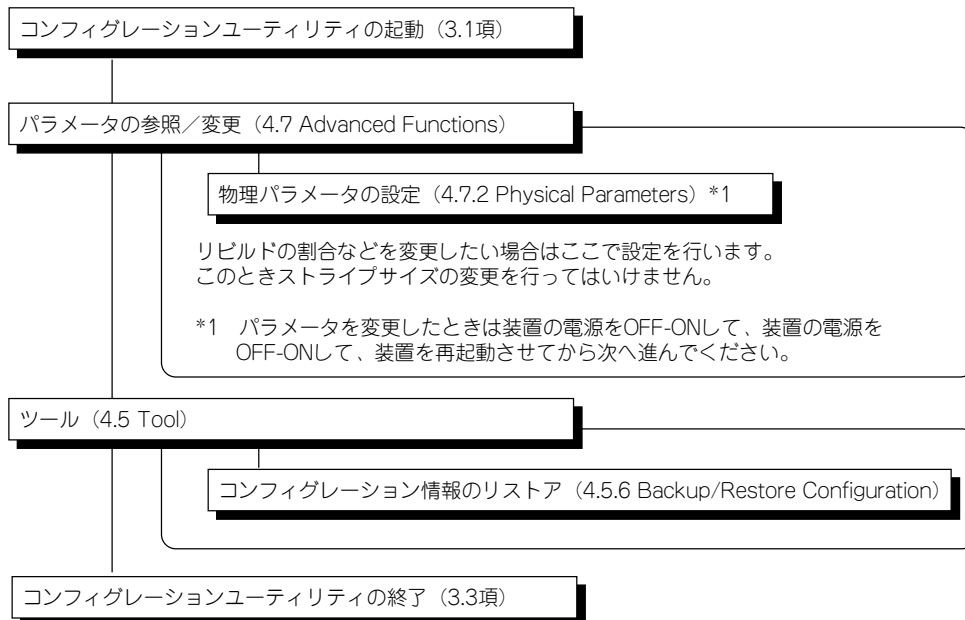 コンフィグレーションユーティリティの起動（3.1項）
パラメータの参照／変更（4.7 Advanced Functions）
物理パラメータの設定（4.7.2 Physical Parameters）*1
リビルドの割合などを変更したい場合はここで設定を行います。
このときストライプサイズの変更を行ってはいけません。
*1　パラメータを変更したときは装置の電源をOFF-ONして、装置の電源を
OFF-ONして、装置を再起動させてから次へ進んでください。
ツール（4.5 Tool）
コンフィグレーション情報のリストア（4.5.6 Backup/Restore Configuration）
コンフィグレーションユーティリティの終了（3.3項）